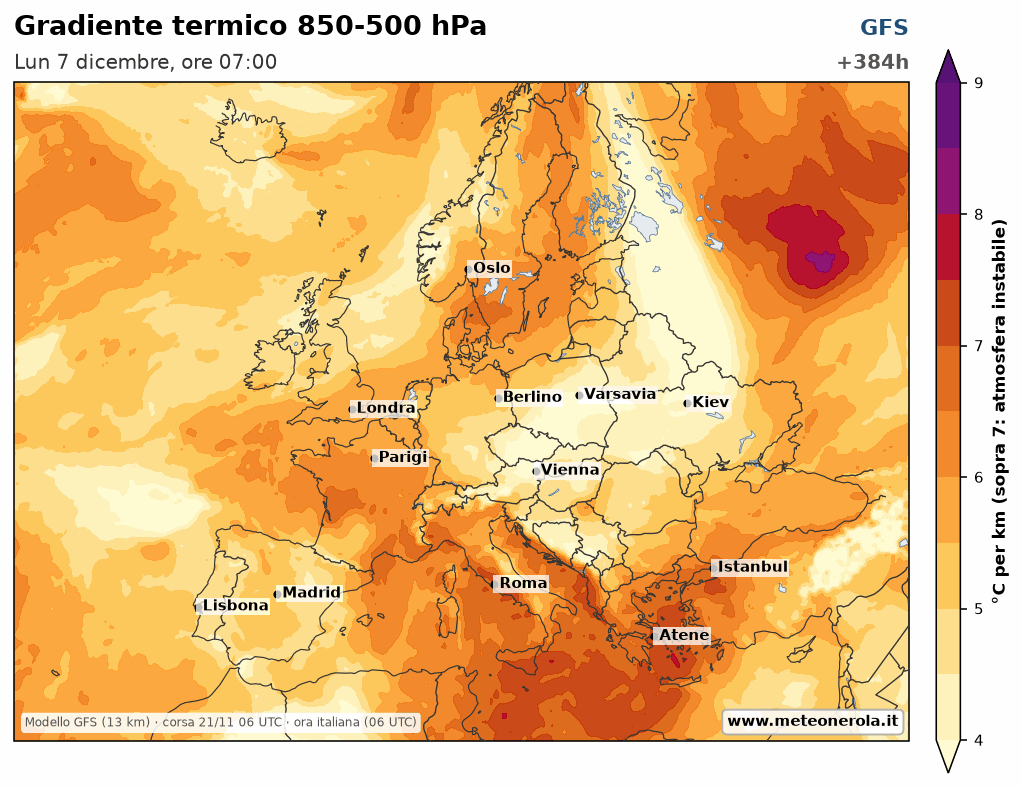 Gradiente termico 850-500 hPa
GFS
Lun 7 dicembre, ore 07:00
+384h
Oslo
Londra
Berlino
Varsavia
Kiev
Parigi
Vienna
Roma
Istanbul
Madrid
Lisbona
Atene
Modello GFS (13 km) · corsa 21/11 06 UTC · ora italiana (06 UTC)
www.meteonerola.it
9
8
7
6
5
4
°C per km (sopra 7: atmosfera instabile)